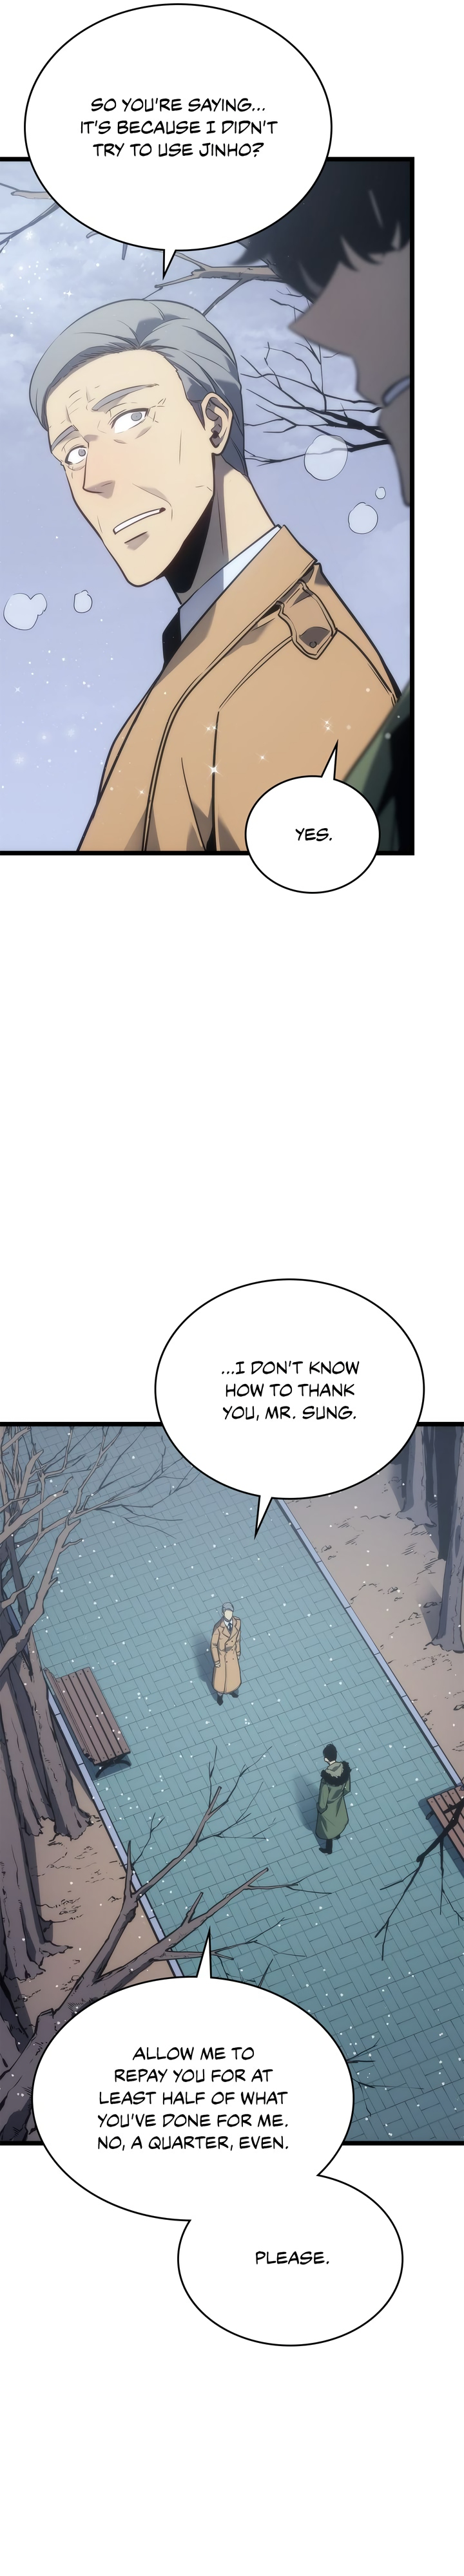 SO YOU'RE SAYING...
IT'S BECAUSE I DIDN'T
TRY TO USE JINHO?
YES.
...I DON'T KNOW
HOW TO THANK
YOU, MR. SUNG.
ALLOW ME TO
REPAY YOU FOR AT
LEAST HALF OF WHAT
YOU'VE DONE FOR ME.
NO, A QUARTER, EVEN.
PLEASE.